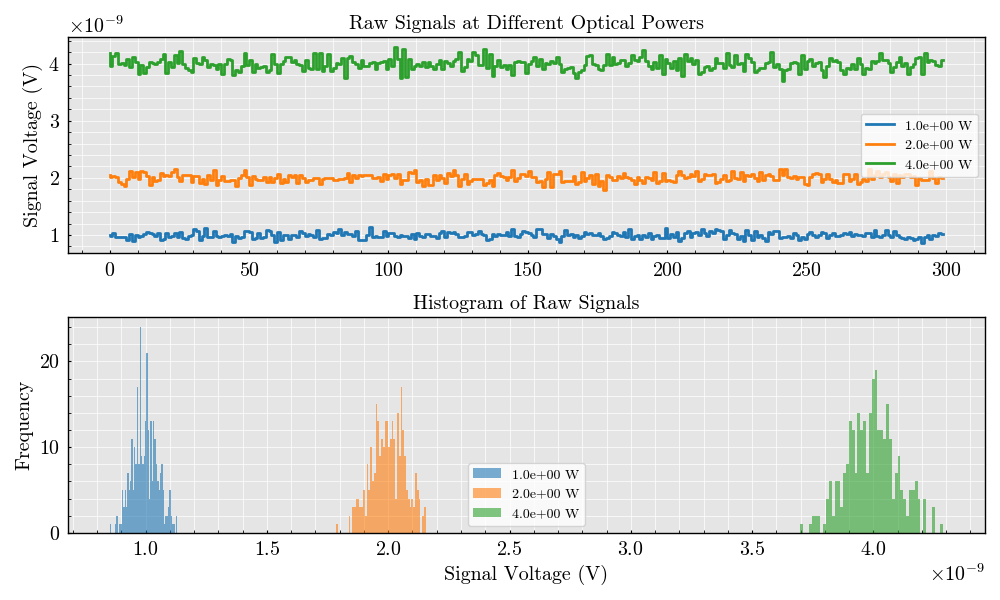 Raw Signals at Different Optical Powers
×10⁻⁹
Signal Voltage (V)
4
3
2
1
1.0e+00 W
2.0e+00 W
4.0e+00 W
0 50 100 150 200 250 300
Histogram of Raw Signals
Frequency
20
10
0
1.0e+00 W
2.0e+00 W
4.0e+00 W
1.0 1.5 2.0 2.5 3.0 3.5 4.0
Signal Voltage (V)
×10⁻⁹